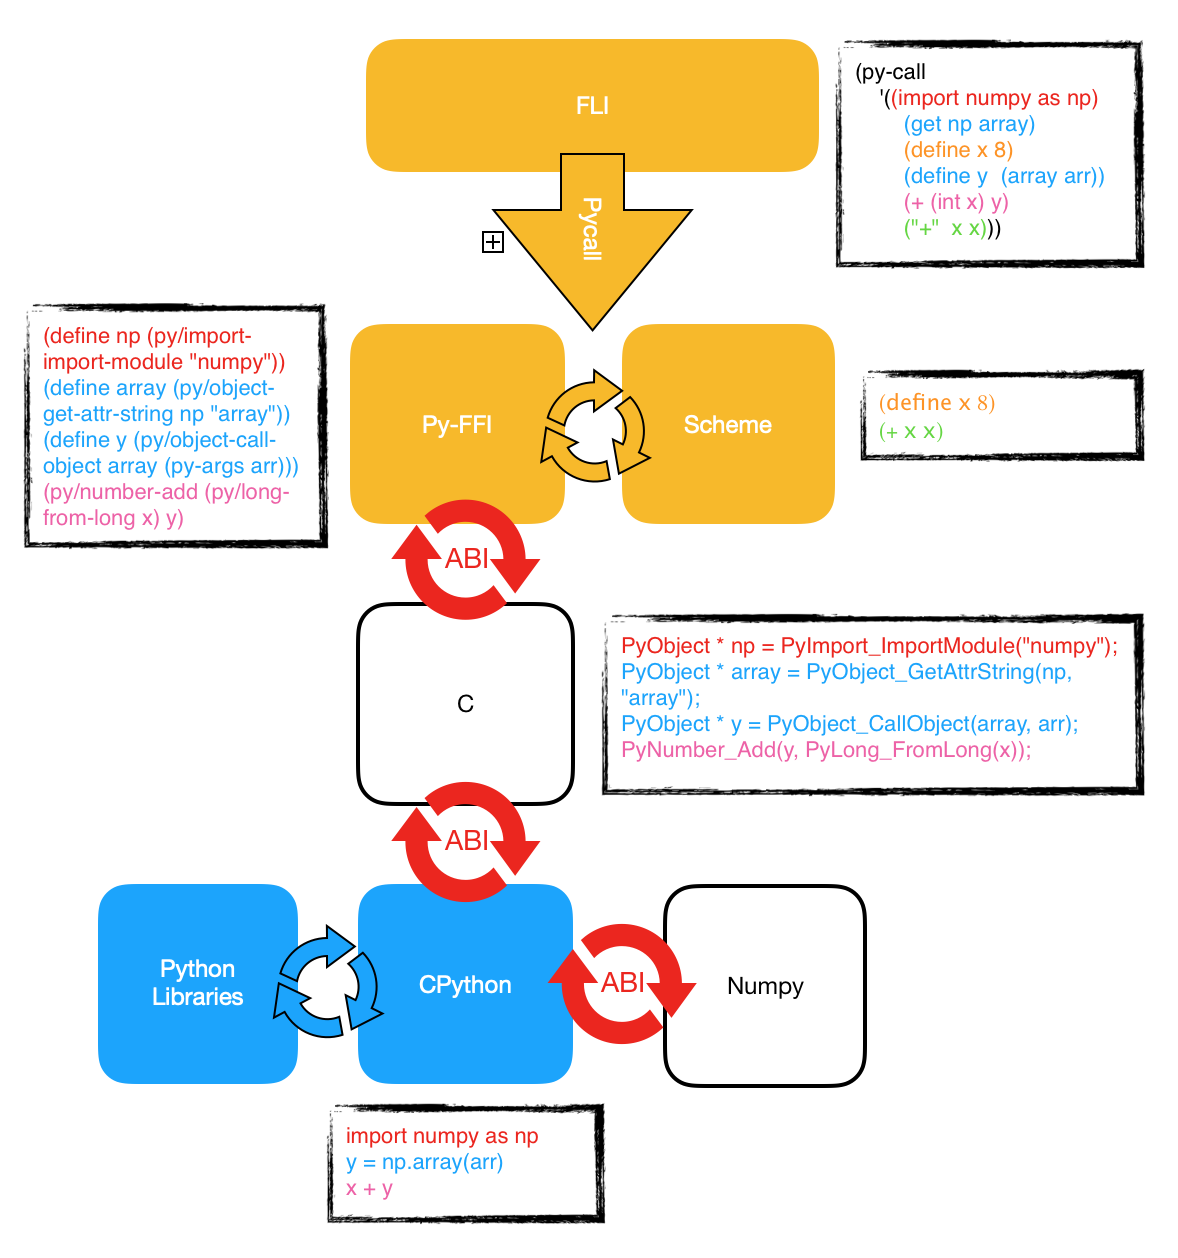 FLI
(py-call
'((import numpy as np)
(get np array)
(define x 8)
(define y  (array arr))
(+ (int x) y)
("+"  x x)))
Pycall
(define np (py/import-
import-module "numpy"))
(define array (py/object-
get-attr-string np "array"))
(define y (py/object-call-
object array (py-args arr)))
(py/number-add (py/long-
from-long x) y)
Py-FFI
Scheme
(define x 8)
(+ x x)
ABI
C
PyObject * np = PyImport_ImportModule("numpy");
PyObject * array = PyObject_GetAttrString(np,
"array");
PyObject * y = PyObject_CallObject(array, arr);
PyNumber_Add(y, PyLong_FromLong(x));
ABI
Python
Libraries
CPython
ABI
Numpy
import numpy as np
y = np.array(arr)
x + y